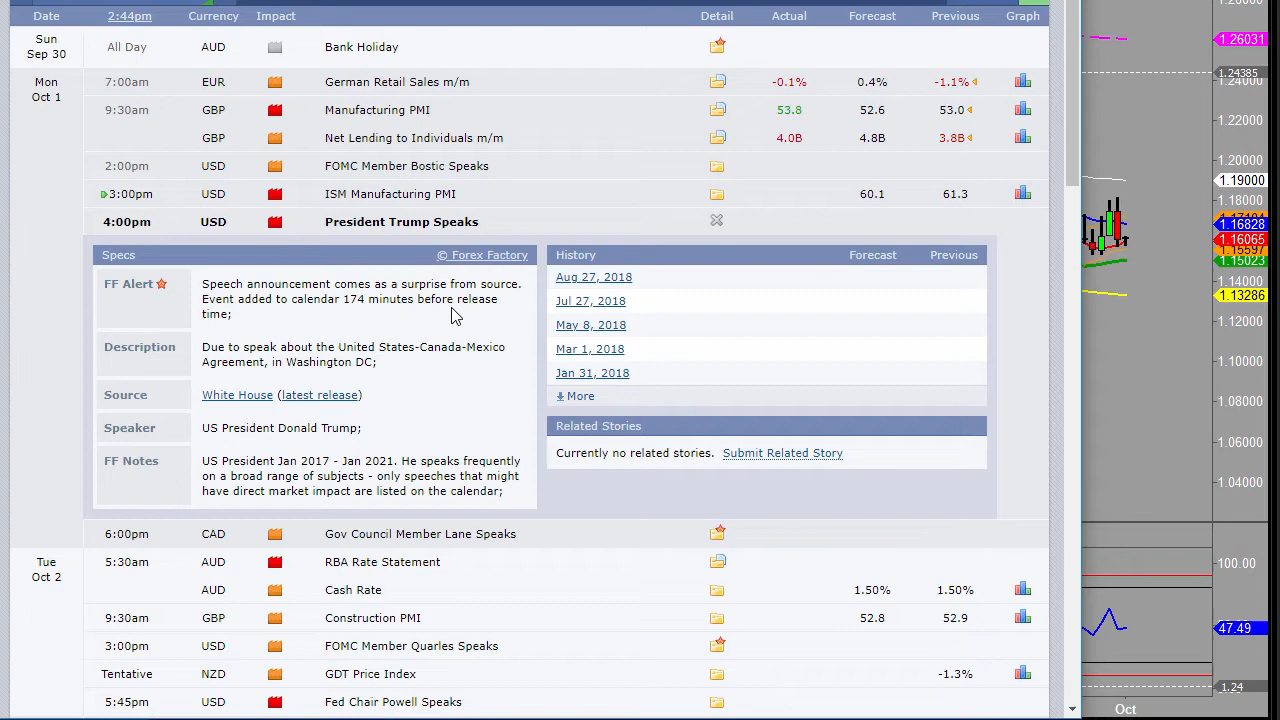 Date 2:44pm Currency Impact Detail Actual Forecast Previous Graph
Sun
Sep 30
All Day AUD Bank Holiday
Mon
Oct 1
7:00am EUR German Retail Sales m/m -0.1% 0.4% -1.1%
9:30am GBP Manufacturing PMI 53.8 52.6 53.0
GBP Net Lending to Individuals m/m 4.0B 4.8B 3.8B
2:00pm USD FOMC Member Bostic Speaks
3:00pm USD ISM Manufacturing PMI 60.1 61.3
4:00pm USD President Trump Speaks
Specs © Forex Factory
FF Alert Speech announcement comes as a surprise from source.
Event added to calendar 174 minutes before release
time;
Description Due to speak about the United States-Canada-Mexico
Agreement, in Washington DC;
Source White House (latest release)
Speaker US President Donald Trump;
FF Notes US President Jan 2017 - Jan 2021. He speaks frequently
on a broad range of subjects - only speeches that might
have direct market impact are listed on the calendar;
History Forecast Previous
Aug 27, 2018
Jul 27, 2018
May 8, 2018
Mar 1, 2018
Jan 31, 2018
More
Related Stories
Currently no related stories. Submit Related Story
6:00pm CAD Gov Council Member Lane Speaks
Tue
Oct 2
5:30am AUD RBA Rate Statement
AUD Cash Rate 1.50% 1.50%
9:30am GBP Construction PMI 52.8 52.9
3:00pm USD FOMC Member Quarles Speaks
Tentative NZD GDT Price Index -1.3%
5:45pm USD Fed Chair Powell Speaks
1.26031
1.24385
1.24000
1.22000
1.20000
1.19000
1.18000
1.16828
1.16065
1.15023
1.14000
1.13286
1.12000
1.10000
1.08000
1.06000
1.04000
100.00
47.49
1.24
Oct